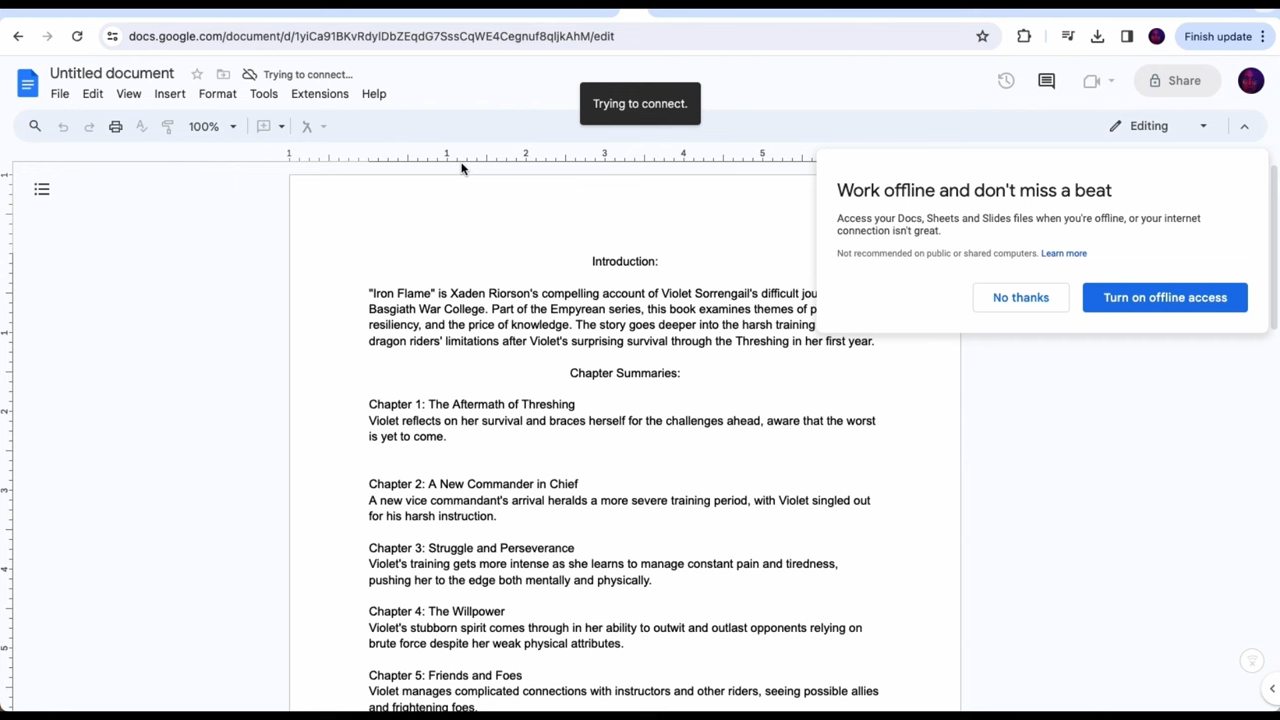 docs.google.com/document/d/1yiCa91BKvRdyIDbZEqdG7SssCqWE4Cegnuf8qljkAhM/edit
Finish update
Untitled document
Trying to connect...
File Edit View Insert Format Tools Extensions Help
Trying to connect.
Share
100%
Editing
1 1 2 3 4 5
Work offline and don't miss a beat
Access your Docs, Sheets and Slides files when you're offline, or your internet
connection isn't great.
Not recommended on public or shared computers. Learn more
No thanks
Turn on offline access
Introduction:
"Iron Flame" is Xaden Riorson's compelling account of Violet Sorrengail's difficult jou
Basgiath War College. Part of the Empyrean series, this book examines themes of p
resiliency, and the price of knowledge. The story goes deeper into the harsh training
dragon riders' limitations after Violet's surprising survival through the Threshing in her first year.
Chapter Summaries:
Chapter 1: The Aftermath of Threshing
Violet reflects on her survival and braces herself for the challenges ahead, aware that the worst
is yet to come.
Chapter 2: A New Commander in Chief
A new vice commandant's arrival heralds a more severe training period, with Violet singled out
for his harsh instruction.
Chapter 3: Struggle and Perseverance
Violet's training gets more intense as she learns to manage constant pain and tiredness,
pushing her to the edge both mentally and physically.
Chapter 4: The Willpower
Violet's stubborn spirit comes through in her ability to outwit and outlast opponents relying on
brute force despite her weak physical attributes.
Chapter 5: Friends and Foes
Violet manages complicated connections with instructors and other riders, seeing possible allies
and frightening foes.